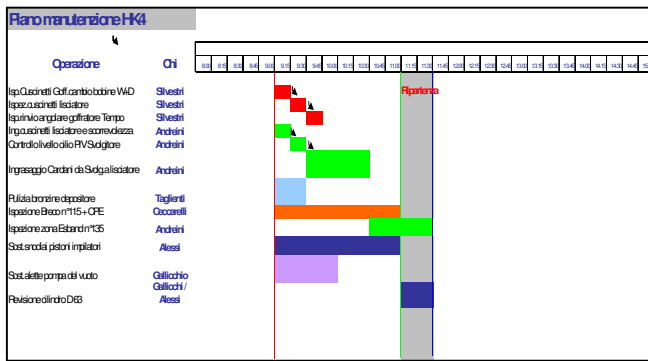 Piano manutenzione HK4
Operazione Chi
8.00 8.15 8.30 8.45 9.00 9.15 9.30 9.45 10.00 10.15 10.30 10.45 11.00 11.15 11.30 11.45 12.00 12.15 12.30 12.45 13.00 13.15 13.30 13.45 14.00 14.15 14.30 14.45
Isp.Cuscinetti Goff.cambio bobine W+D Silvestri
Ripartenza
Ispez.cuscinetti lisciatore Silvestri
Isp.rinvio angolare goffratore Tempo Silvestri
Ing.cuscinetti lisciatore e scorrevolezza Andreini
Controllo livello olio PIV Svolgitore Andreini
Ingrassaggio Cardani da Svolg.a lisciatore Andreini
Pulizia bronzine depositore Taglienti
Ispezione Breco n°115 + CPE Ceccarelli
Ispezione zona Esband n°135 Andreini
Sost.snodi ai pistoni impilatori Alessi
Sost.alette pompa del vuoto Gallicchio
Gallicchi /
Revisione cilindro D63 Alessi